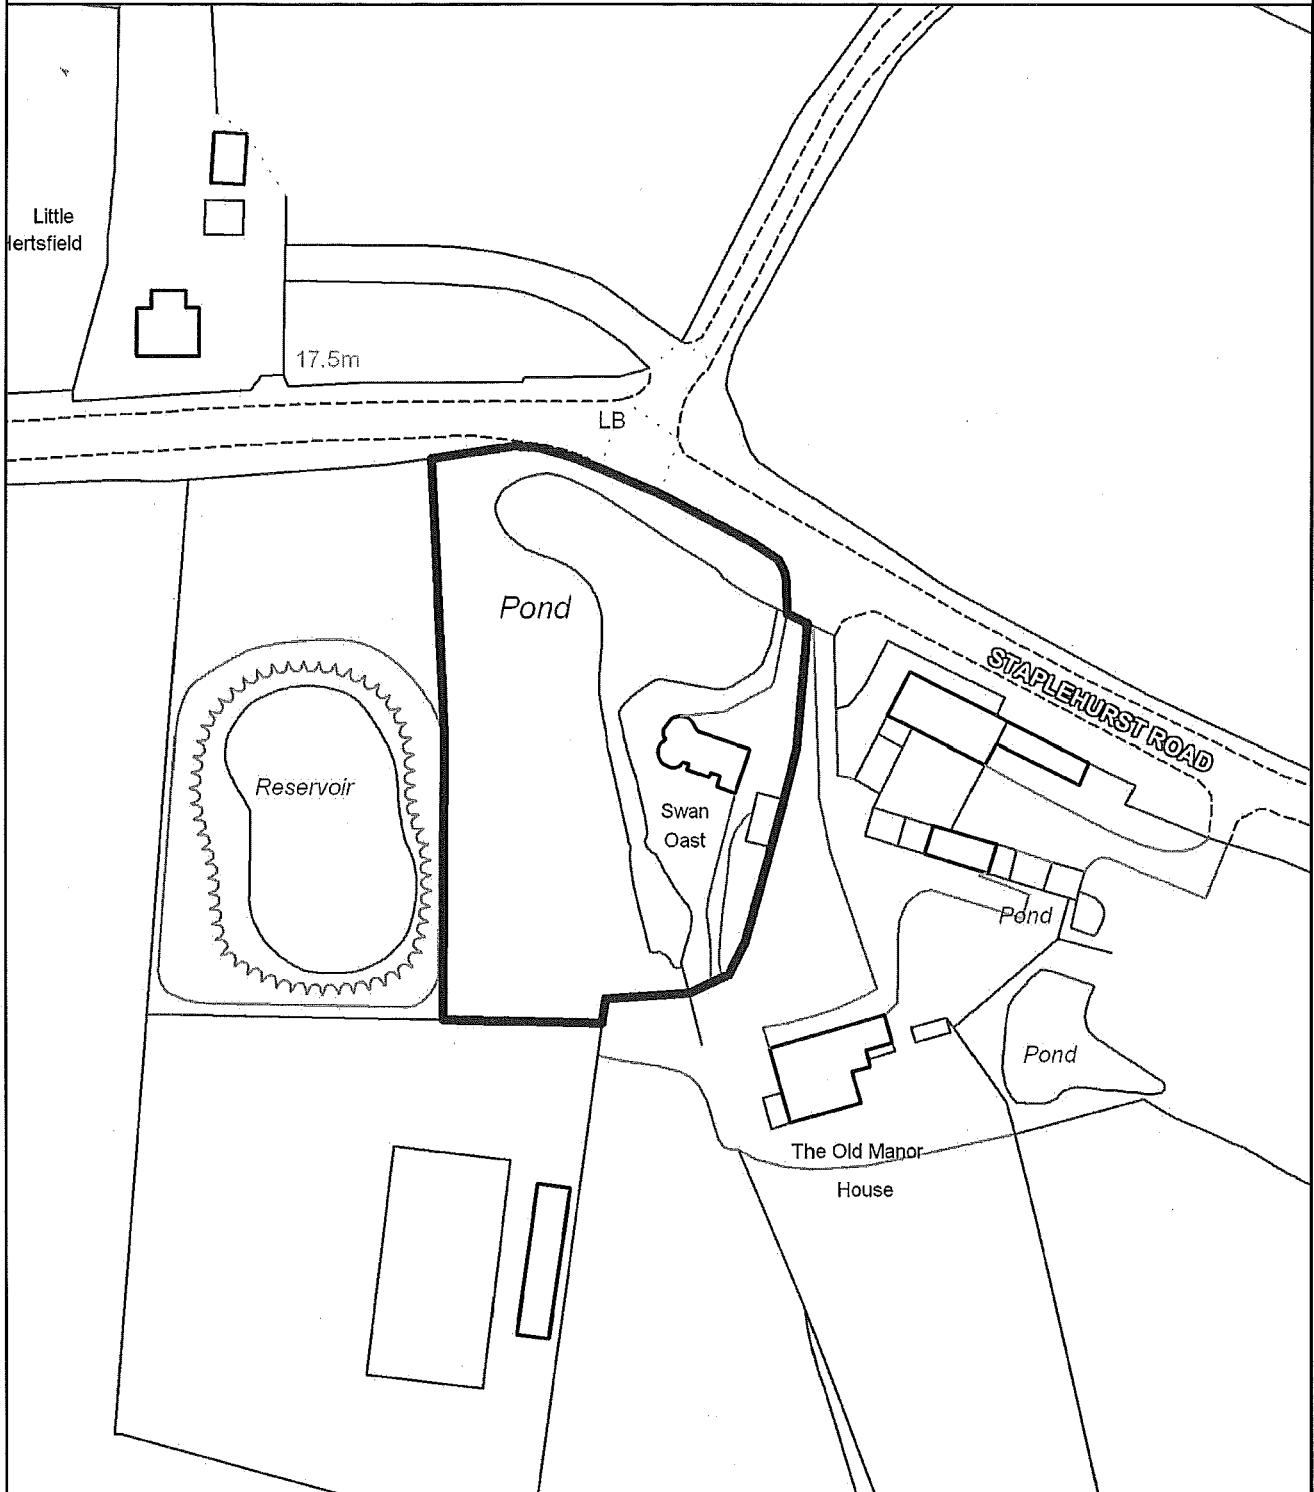 Little
Hertsfield
17.5m
LB
Pond
STAPLEHURST ROAD
Reservoir
Swan
Oast
Pond
Pond
The Old Manor
House